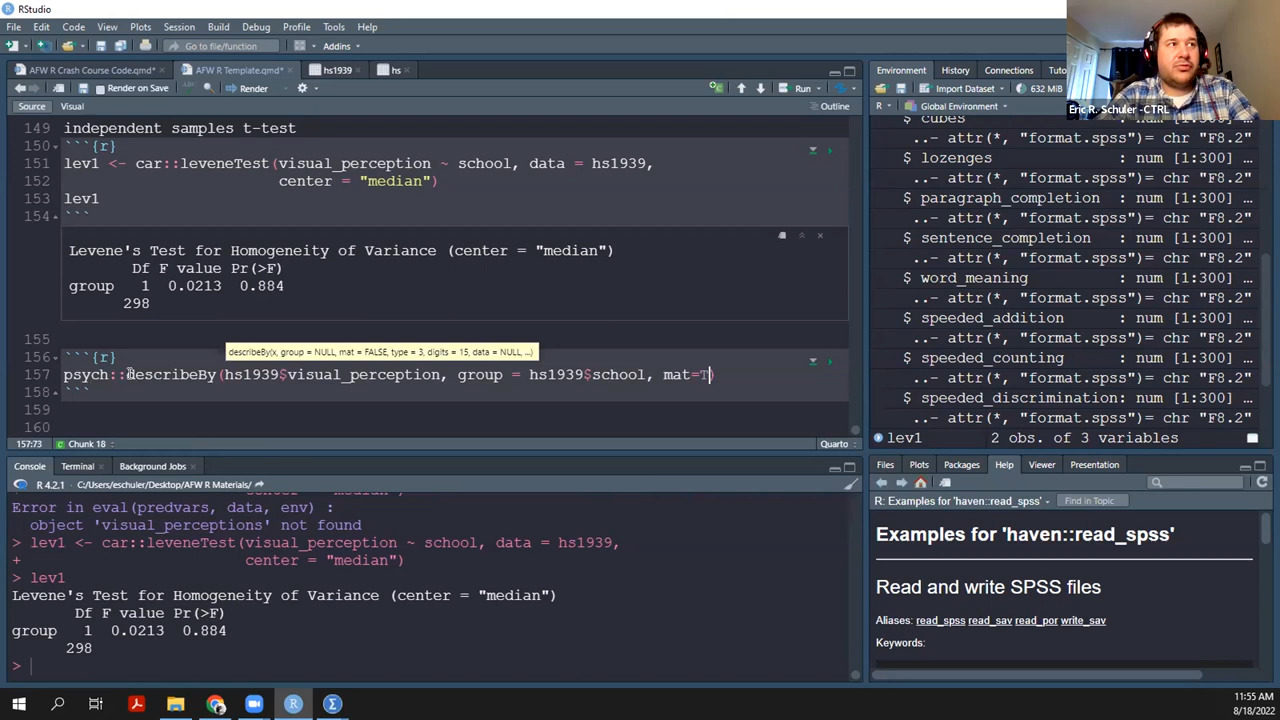 RStudio
File Edit Code View Plots Session Build Debug Profile Tools Help
Go to file/function Addins
AFW R Crash Course Code.qmd* AFW R Template.qmd* hs1939 hs
Render on Save Render Run
Source Visual Outline
149 independent samples t-test
150 ```{r}
151 lev1 <- car::leveneTest(visual_perception ~ school, data = hs1939,
152 center = "median")
153 lev1
154 ```
Levene's Test for Homogeneity of Variance (center = "median")
Df F value Pr(>F)
group 1 0.0213 0.884
298
155
describeBy(x, group = NULL, mat = FALSE, type = 3, digits = 15, data = NULL, ...)
156 ```{r}
157 psych::describeBy(hs1939$visual_perception, group = hs1939$school, mat=T)
158 ```
159
160
157:73 Chunk 18 Quarto
Console Terminal Background Jobs
R 4.2.1 · C:/Users/eschuler/Desktop/AFW R Materials/
Error in eval(predvars, data, env) :
object 'visual_perceptions' not found
> lev1 <- car::leveneTest(visual_perception ~ school, data = hs1939,
+ center = "median")
> lev1
Levene's Test for Homogeneity of Variance (center = "median")
Df F value Pr(>F)
group 1 0.0213 0.884
298
>
Eric R. Schuler -CTRL
Environment History Connections Tuto
Import Dataset 632 MiB
R Global Environment
$ cubes
..- attr(*, "format.spss")= chr "F8.2"
$ lozenges : num [1:300] ...
..- attr(*, "format.spss")= chr "F8.2"
$ paragraph_completion : num [1:300] ...
..- attr(*, "format.spss")= chr "F8.2"
$ sentence_completion : num [1:300] ...
..- attr(*, "format.spss")= chr "F8.2"
$ word_meaning : num [1:300] ...
..- attr(*, "format.spss")= chr "F8.2"
$ speeded_addition : num [1:300] ...
..- attr(*, "format.spss")= chr "F8.2"
$ speeded_counting : num [1:300] ...
..- attr(*, "format.spss")= chr "F8.2"
$ speeded_discrimination : num [1:300] ...
..- attr(*, "format.spss")= chr "F8.2"
lev1 2 obs. of 3 variables
Files Plots Packages Help Viewer Presentation
R: Examples for 'haven::read_spss' Find in Topic
Examples for 'haven::read_spss'
Read and write SPSS files
Aliases: read_spss read_sav read_por write_sav
Keywords:
11:55 AM
8/18/2022